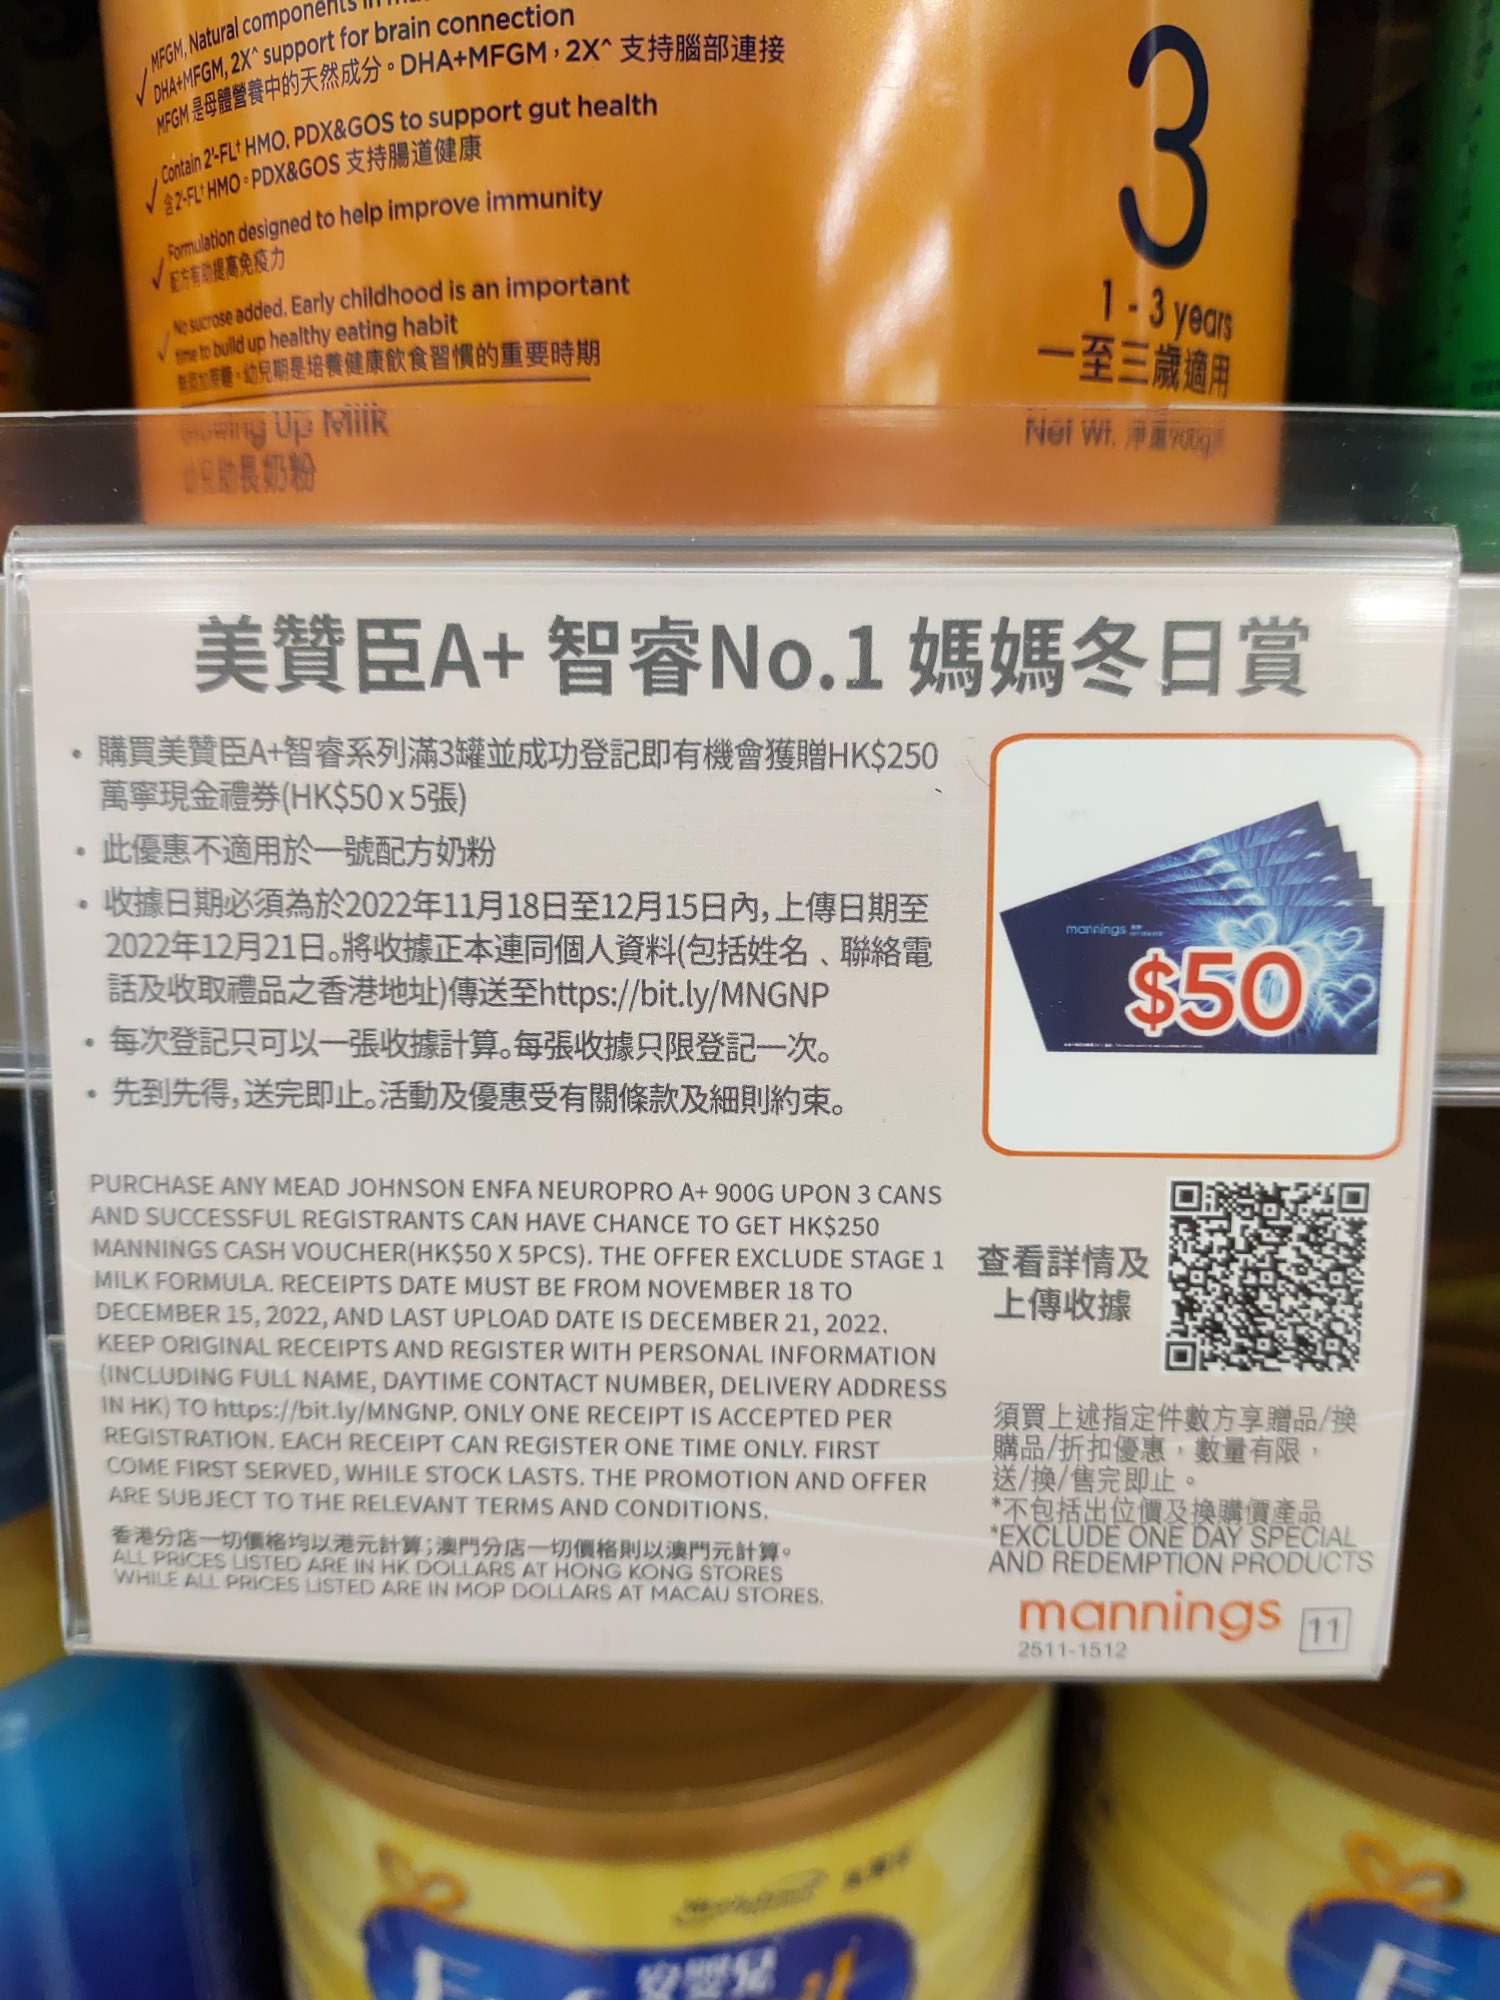 MFGM, Natural components in
DHA+MFGM, 2X^ support for brain connection
MFGM 是母體營養中的天然成分。DHA+MFGM，2X^ 支持腦部連接
Contain 2'-FL† HMO. PDX&GOS to support gut health
含2'-FL† HMO。PDX&GOS 支持腸道健康
Formulation designed to help improve immunity
配方有助提高免疫力
No sucrose added. Early childhood is an important
time to build up healthy eating habit
無添加蔗糖。幼兒期是培養健康飲食習慣的重要時期
Growing Up Milk
幼兒助長奶粉
3
1 - 3 years
一至三歲適用
Net Wt. 淨重900g
美贊臣A+ 智睿No.1 媽媽冬日賞
• 購買美贊臣A+智睿系列滿3罐並成功登記即有機會獲贈HK$250
萬寧現金禮券(HK$50 x 5張)
• 此優惠不適用於一號配方奶粉
• 收據日期必須為於2022年11月18日至12月15日內，上傳日期至
2022年12月21日。將收據正本連同個人資料(包括姓名、聯絡電
話及收取禮品之香港地址)傳送至https://bit.ly/MNGNP
• 每次登記只可以一張收據計算。每張收據只限登記一次。
• 先到先得，送完即止。活動及優惠受有關條款及細則約束。
mannings
$50
PURCHASE ANY MEAD JOHNSON ENFA NEUROPRO A+ 900G UPON 3 CANS
AND SUCCESSFUL REGISTRANTS CAN HAVE CHANCE TO GET HK$250
MANNINGS CASH VOUCHER(HK$50 X 5PCS). THE OFFER EXCLUDE STAGE 1
MILK FORMULA. RECEIPTS DATE MUST BE FROM NOVEMBER 18 TO
DECEMBER 15, 2022, AND LAST UPLOAD DATE IS DECEMBER 21, 2022.
KEEP ORIGINAL RECEIPTS AND REGISTER WITH PERSONAL INFORMATION
(INCLUDING FULL NAME, DAYTIME CONTACT NUMBER, DELIVERY ADDRESS
IN HK) TO https://bit.ly/MNGNP. ONLY ONE RECEIPT IS ACCEPTED PER
REGISTRATION. EACH RECEIPT CAN REGISTER ONE TIME ONLY. FIRST
COME FIRST SERVED, WHILE STOCK LASTS. THE PROMOTION AND OFFER
ARE SUBJECT TO THE RELEVANT TERMS AND CONDITIONS.
香港分店一切價格均以港元計算；澳門分店一切價格則以澳門元計算。
ALL PRICES LISTED ARE IN HK DOLLARS AT HONG KONG STORES
WHILE ALL PRICES LISTED ARE IN MOP DOLLARS AT MACAU STORES.
查看詳情及
上傳收據
須買上述指定件數方享贈品/換
購品/折扣優惠，數量有限，
送/換/售完即止。
*不包括出位價及換購價產品
*EXCLUDE ONE DAY SPECIAL
AND REDEMPTION PRODUCTS
mannings
11
2511-1512
安嬰兒